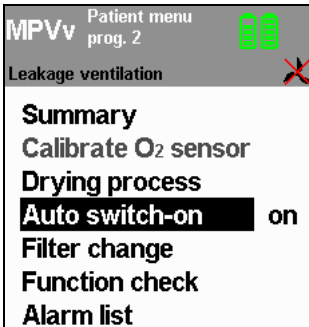 MPVv Patient menu
prog. 2
Leakage ventilation
Summary
Calibrate O₂ sensor
Drying process
Auto switch-on on
Filter change
Function check
Alarm list